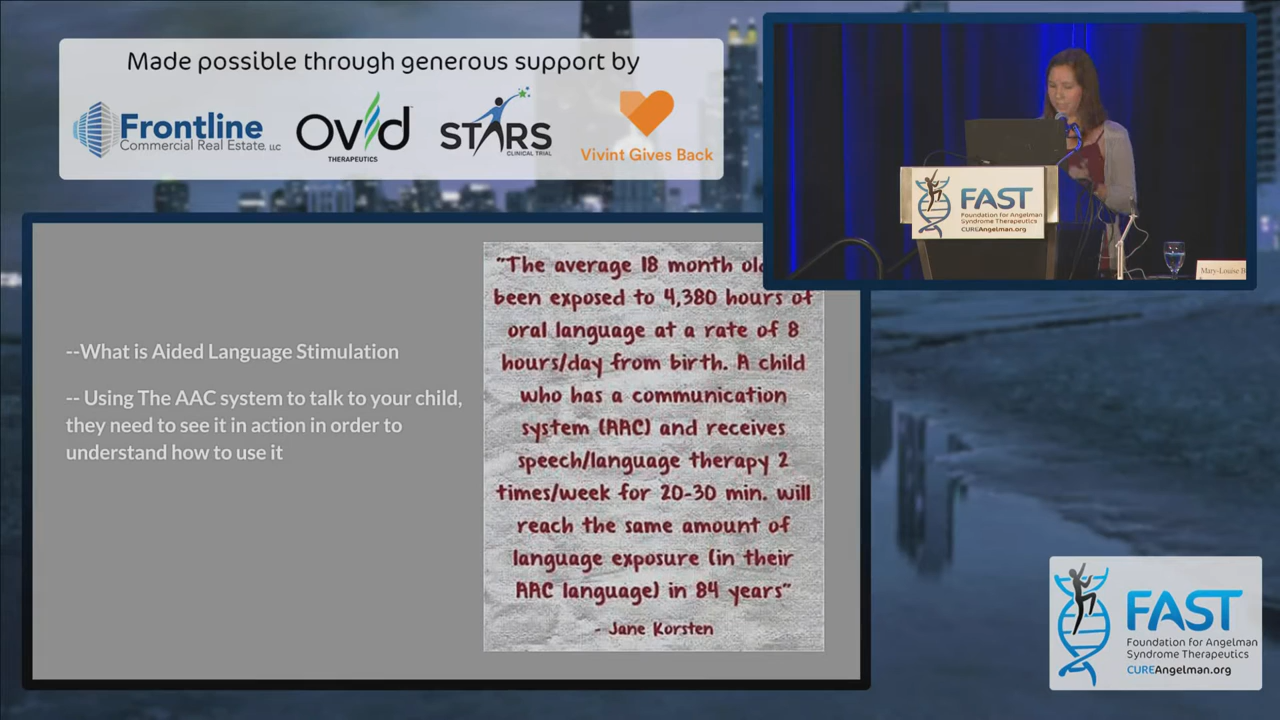 Made possible through generous support by
Frontline
Commercial Real Estate, LLC
Ovid
THERAPEUTICS
STARS
CLINICAL TRIAL
Vivint Gives Back
FAST
Foundation for Angelman
Syndrome Therapeutics
CUREAngelman.org
Mary-Louise
--What is Aided Language Stimulation
-- Using The AAC system to talk to your child,
they need to see it in action in order to
understand how to use it
"The average 18 month
been exposed to 4,380 hours of
oral language at a rate of 8
hours/day from birth. A child
who has a communication
system (AAC) and receives
speech/language therapy 2
times/week for 20-30 min. will
reach the same amount of
language exposure (in their
AAC language) in 84 years"
- Jane Korsten
FAST
Foundation for Angelman
Syndrome Therapeutics
CUREAngelman.org